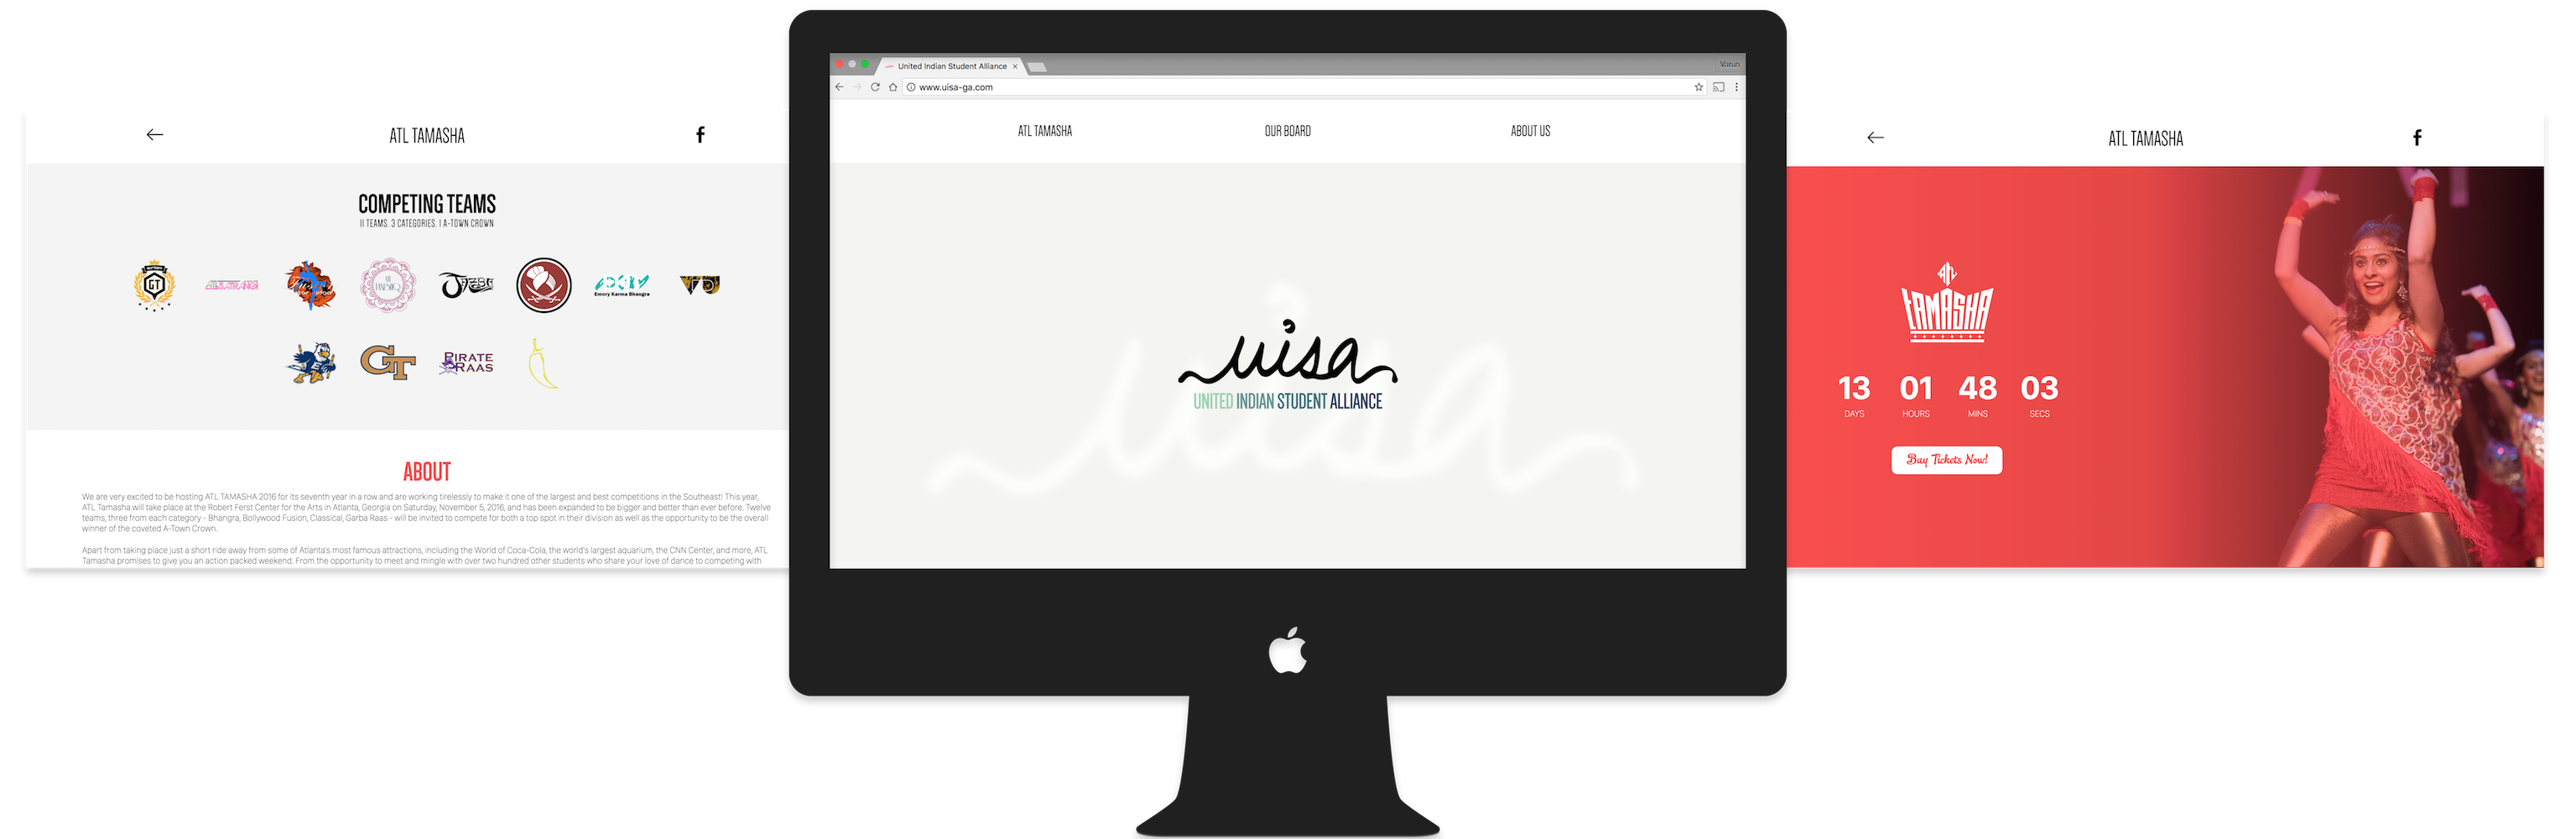 ATL TAMASHA
COMPETING TEAMS
11 TEAMS. 3 CATEGORIES. 1 A-TOWN CROWN
GT
Emory Karma Bhangra
GT
PIRATE
RAAS
ABOUT
We are very excited to be hosting ATL TAMASHA 2016 for its seventh year in a row and are working tirelessly to make it one of the largest and best competitions in the Southeast! This year,
ATL Tamasha will take place at the Robert Ferst Center for the Arts in Atlanta, Georgia on Saturday, November 5, 2016, and has been expanded to be bigger and better than ever before. Twelve
teams, three from each category - Bhangra, Bollywood Fusion, Classical, Garba Raas - will be invited to compete for both a top spot in their division as well as the opportunity to be the overall
winner of the coveted A-Town Crown.
Apart from taking place just a short ride away from some of Atlanta's most famous attractions, including the World of Coca-Cola, the world's largest aquarium, the CNN Center, and more, ATL
Tamasha promises to give you an action packed weekend. From the opportunity to meet and mingle with over two hundred other students who share your love of dance to competing with
United Indian Student Alliance
Varun
www.uisa-ga.com
ATL TAMASHA OUR BOARD ABOUT US
uisa
UNITED INDIAN STUDENT ALLIANCE
ATL TAMASHA
ATL
TAMASHA
13 01 48 03
DAYS HOURS MINS SECS
Buy Tickets Now!